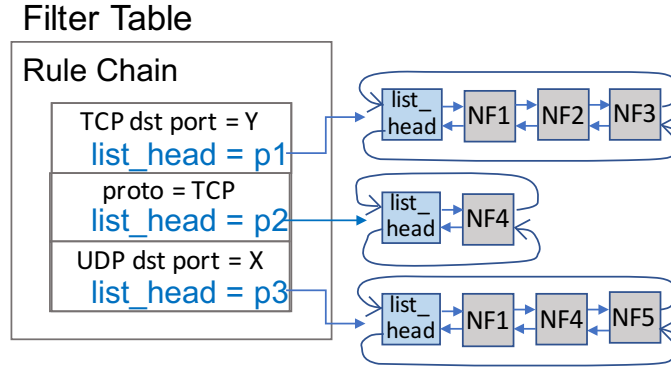 Filter Table
Rule Chain
TCP dst port = Y
list_head = p1
list_
head
NF1
NF2
NF3
proto = TCP
list_head = p2
list_
head
NF4
UDP dst port = X
list_head = p3
list_
head
NF1
NF4
NF5